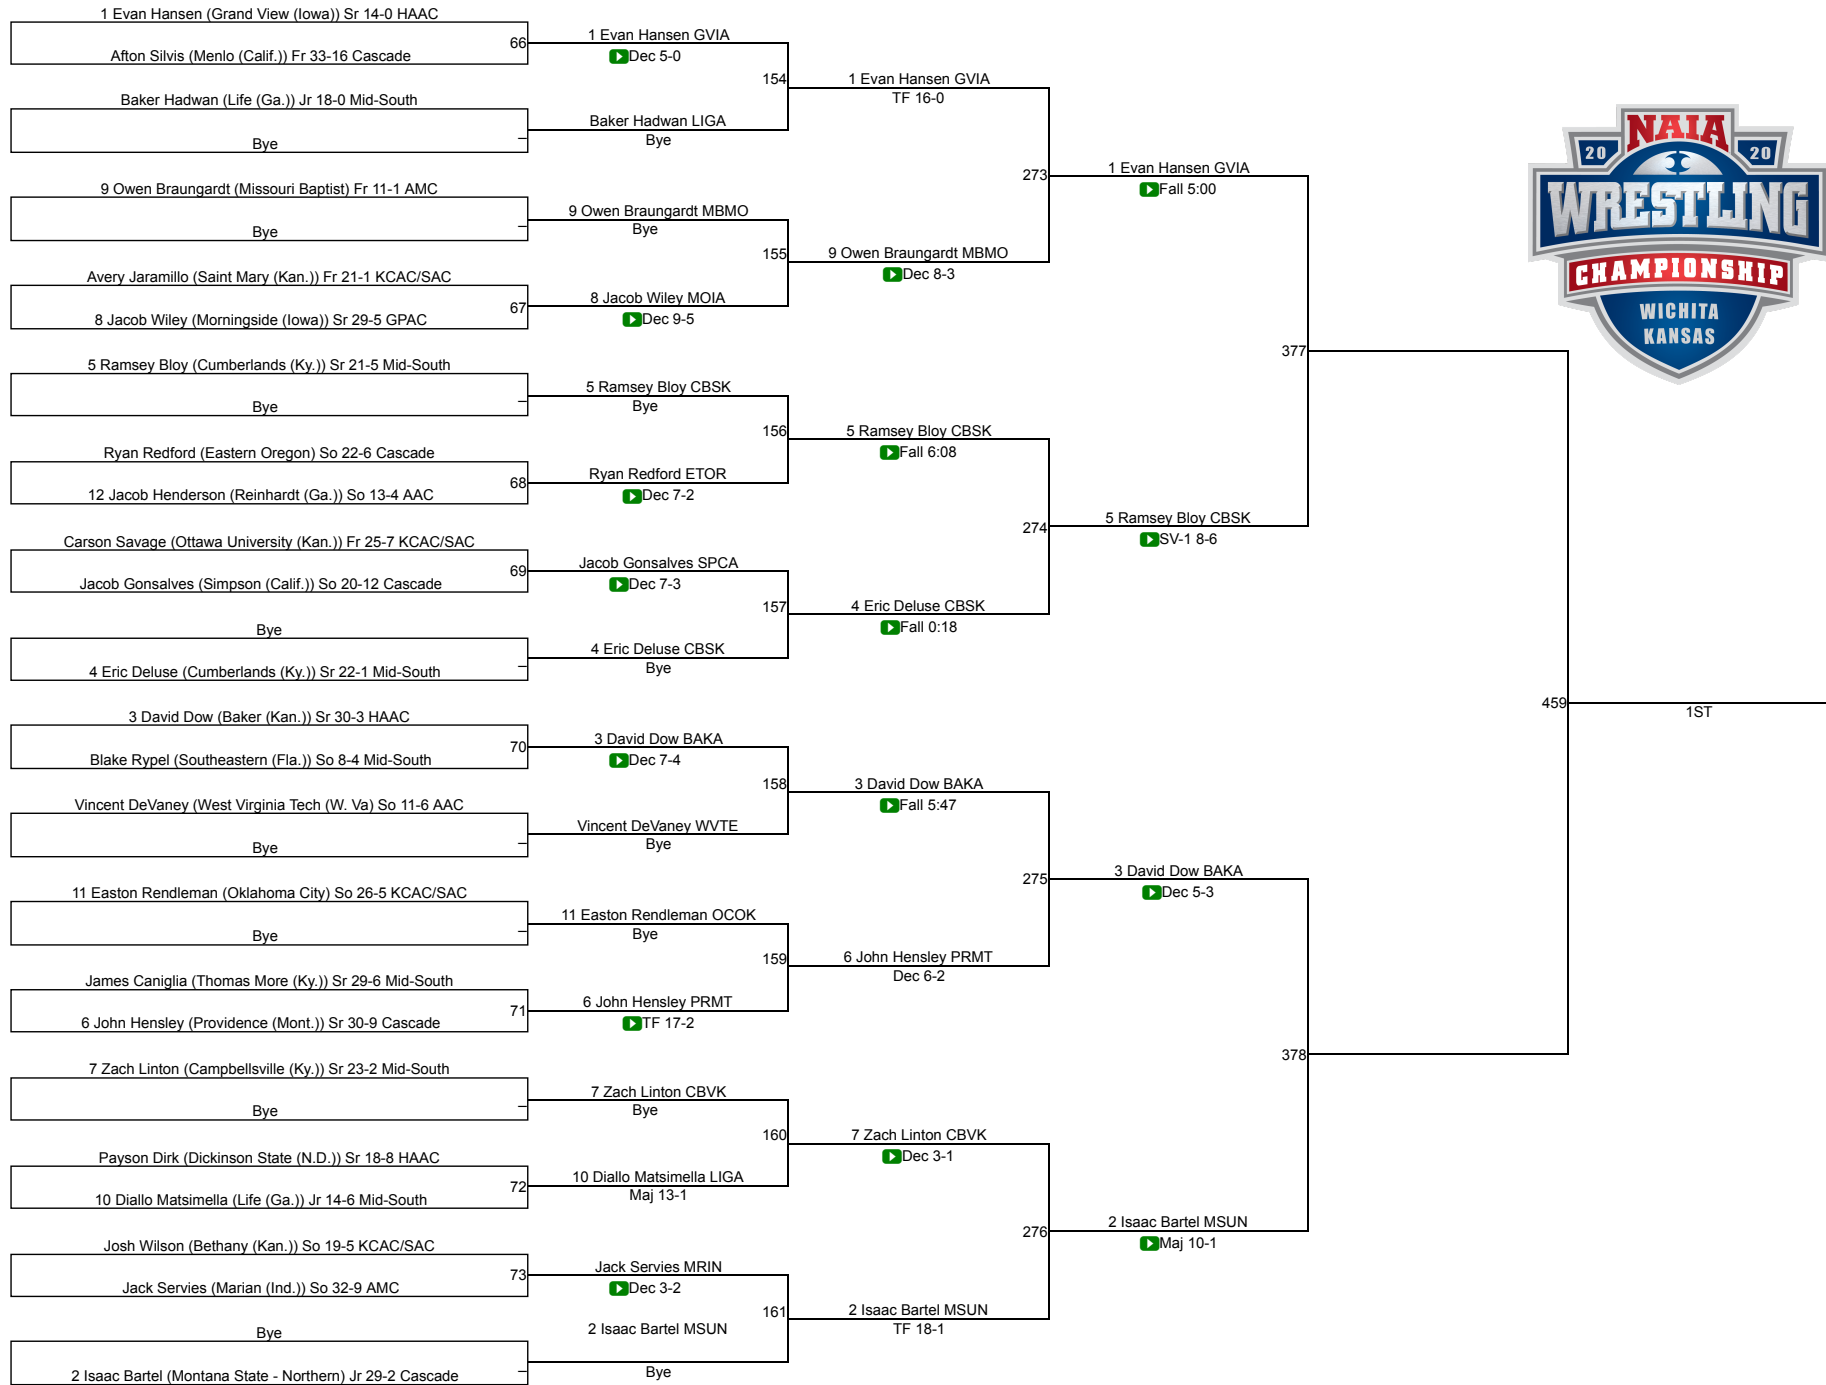 1 Evan Hansen (Grand View (Iowa)) Sr 14-0 HAAC
66
Afton Silvis (Menlo (Calif.)) Fr 33-16 Cascade
Baker Hadwan (Life (Ga.)) Jr 18-0 Mid-South
Bye
9 Owen Braungardt (Missouri Baptist) Fr 11-1 AMC
Bye
Avery Jaramillo (Saint Mary (Kan.)) Fr 21-1 KCAC/SAC
67
8 Jacob Wiley (Morningside (Iowa)) Sr 29-5 GPAC
5 Ramsey Bloy (Cumberlands (Ky.)) Sr 21-5 Mid-South
Bye
Ryan Redford (Eastern Oregon) So 22-6 Cascade
68
12 Jacob Henderson (Reinhardt (Ga.)) So 13-4 AAC
Carson Savage (Ottawa University (Kan.)) Fr 25-7 KCAC/SAC
69
Jacob Gonsalves (Simpson (Calif.)) So 20-12 Cascade
Bye
4 Eric Deluse (Cumberlands (Ky.)) Sr 22-1 Mid-South
3 David Dow (Baker (Kan.)) Sr 30-3 HAAC
70
Blake Rypel (Southeastern (Fla.)) So 8-4 Mid-South
Vincent DeVaney (West Virginia Tech (W. Va) So 11-6 AAC
Bye
11 Easton Rendleman (Oklahoma City) So 26-5 KCAC/SAC
Bye
James Caniglia (Thomas More (Ky.)) Sr 29-6 Mid-South
71
6 John Hensley (Providence (Mont.)) Sr 30-9 Cascade
7 Zach Linton (Campbellsville (Ky.)) Sr 23-2 Mid-South
Bye
Payson Dirk (Dickinson State (N.D.)) Sr 18-8 HAAC
72
10 Diallo Matsimella (Life (Ga.)) Jr 14-6 Mid-South
Josh Wilson (Bethany (Kan.)) So 19-5 KCAC/SAC
73
Jack Servies (Marian (Ind.)) So 32-9 AMC
Bye
2 Isaac Bartel (Montana State - Northern) Jr 29-2 Cascade
1 Evan Hansen GVIA
Dec 5-0
154
Baker Hadwan LIGA
Bye
9 Owen Braungardt MBMO
Bye
155
8 Jacob Wiley MOIA
Dec 9-5
5 Ramsey Bloy CBSK
Bye
156
Ryan Redford ETOR
Dec 7-2
Jacob Gonsalves SPCA
Dec 7-3
157
4 Eric Deluse CBSK
Bye
3 David Dow BAKA
Dec 7-4
158
Vincent DeVaney WVTE
Bye
11 Easton Rendleman OCOK
Bye
159
6 John Hensley PRMT
TF 17-2
7 Zach Linton CBVK
Bye
160
10 Diallo Matsimella LIGA
Maj 13-1
Jack Servies MRIN
Dec 3-2
161
2 Isaac Bartel MSUN
Bye
1 Evan Hansen GVIA
TF 16-0
273
9 Owen Braungardt MBMO
Dec 8-3
5 Ramsey Bloy CBSK
Fall 6:08
274
4 Eric Deluse CBSK
Fall 0:18
3 David Dow BAKA
Fall 5:47
275
6 John Hensley PRMT
Dec 6-2
7 Zach Linton CBVK
Dec 3-1
276
2 Isaac Bartel MSUN
TF 18-1
1 Evan Hansen GVIA
Fall 5:00
377
5 Ramsey Bloy CBSK
SV-1 8-6
3 David Dow BAKA
Dec 5-3
378
2 Isaac Bartel MSUN
Maj 10-1
459
1ST
NAIA
20 20
WRESTLING
CHAMPIONSHIP
WICHITA
KANSAS